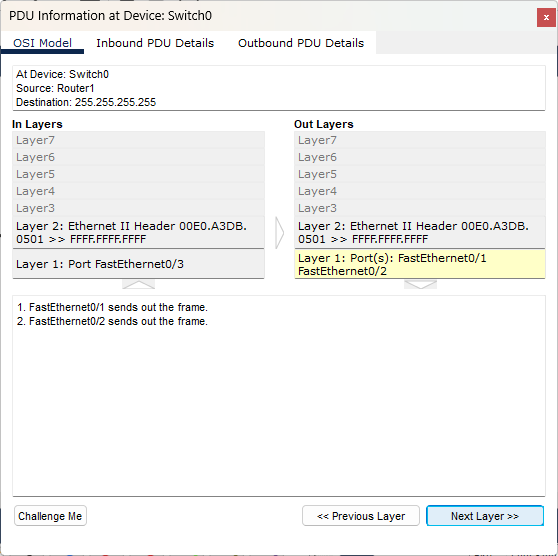 PDU Information at Device: Switch0
x
OSI Model Inbound PDU Details Outbound PDU Details
At Device: Switch0
Source: Router1
Destination: 255.255.255.255
In Layers
Layer7
Layer6
Layer5
Layer4
Layer3
Layer 2: Ethernet II Header 00E0.A3DB.
0501 >> FFFF.FFFF.FFFF
Layer 1: Port FastEthernet0/3
Out Layers
Layer7
Layer6
Layer5
Layer4
Layer3
Layer 2: Ethernet II Header 00E0.A3DB.
0501 >> FFFF.FFFF.FFFF
Layer 1: Port(s): FastEthernet0/1
FastEthernet0/2
1. FastEthernet0/1 sends out the frame.
2. FastEthernet0/2 sends out the frame.
Challenge Me << Previous Layer Next Layer >>